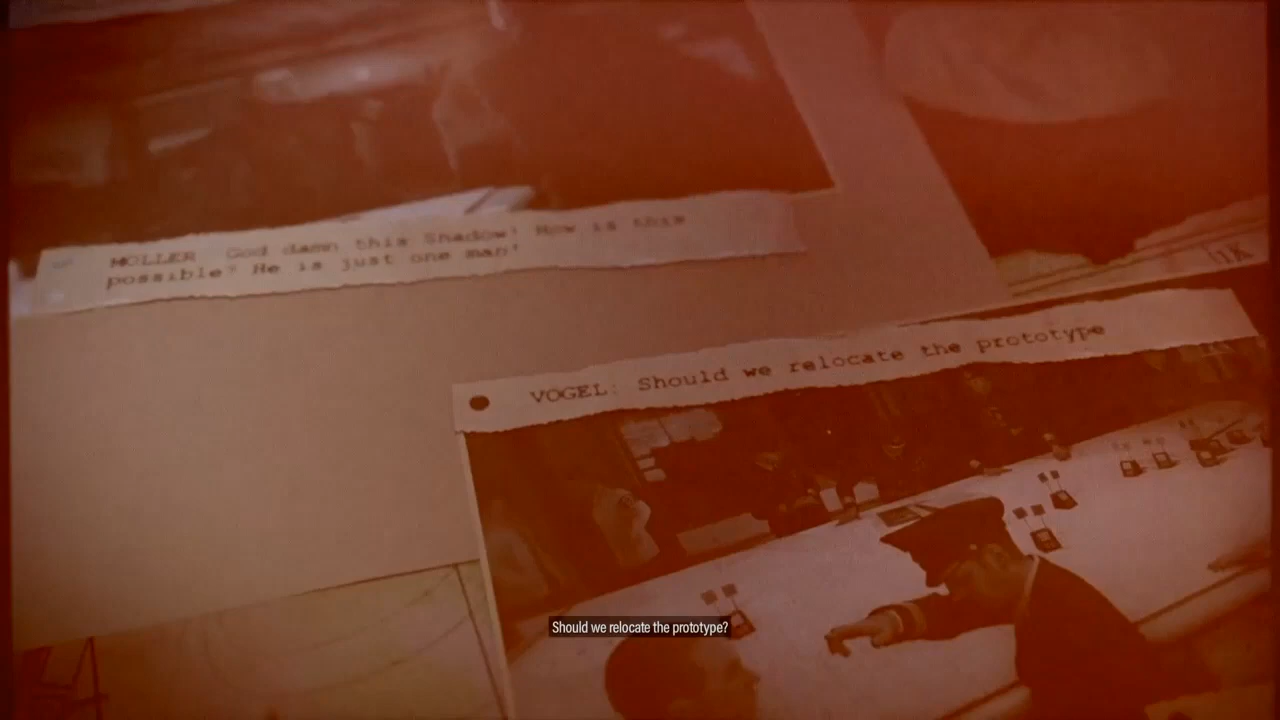 MOLLER God damn this Shadow! How is this
possible? He is just one man!
VOGEL: Should we relocate the prototype
Should we relocate the prototype?